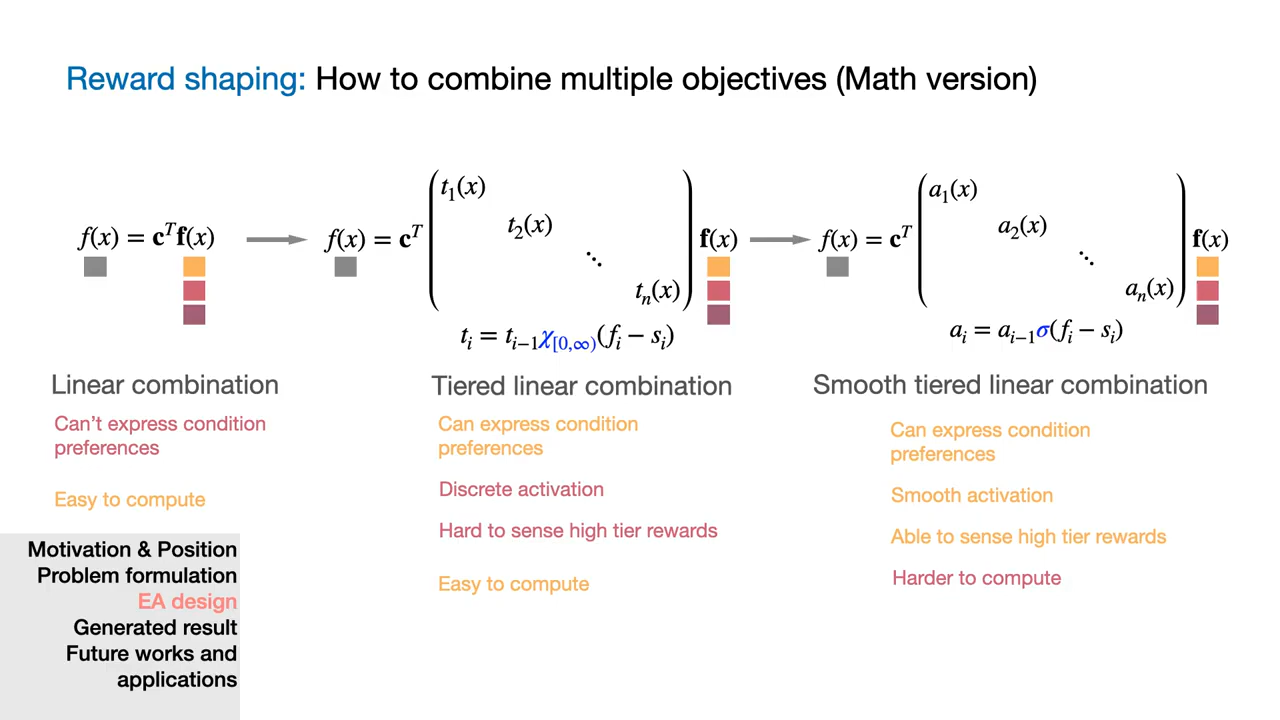 Reward shaping: How to combine multiple objectives (Math version)
f(x) = c^T f(x)
f(x) = c^T ( t_1(x) t_2(x) ⋱ t_n(x) ) f(x)
t_i = t_{i−1}χ_{[0,∞)}(f_i − s_i)
f(x) = c^T ( a_1(x) a_2(x) ⋱ a_n(x) ) f(x)
a_i = a_{i−1}σ(f_i − s_i)
Linear combination
Can't express condition
preferences
Easy to compute
Tiered linear combination
Can express condition
preferences
Discrete activation
Hard to sense high tier rewards
Easy to compute
Smooth tiered linear combination
Can express condition
preferences
Smooth activation
Able to sense high tier rewards
Harder to compute
Motivation & Position
Problem formulation
EA design
Generated result
Future works and
applications